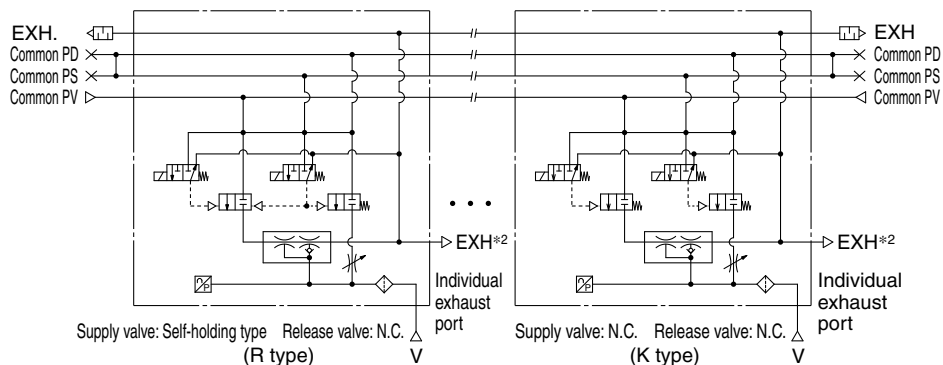 EXH.
Common PD
Common PS
Common PV
EXH
Common PD
Common PS
Common PV
• • •
EXH*2
Individual
exhaust
port
P
Supply valve: Self-holding type Release valve: N.C.
(R type)
V
EXH*2
Individual
exhaust
port
P
Supply valve: N.C. Release valve: N.C.
(K type)
V